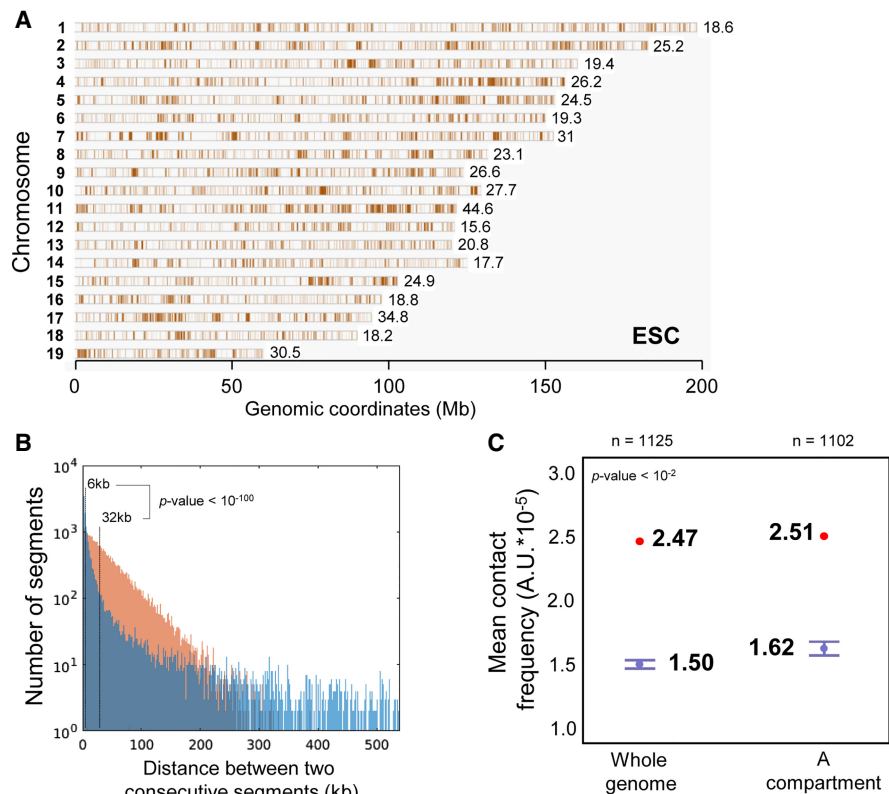 A
Chromosome
1 18.6
2 25.2
3 19.4
4 26.2
5 24.5
6 19.3
7 31
8 23.1
9 26.6
10 27.7
11 44.6
12 15.6
13 20.8
14 17.7
15 24.9
16 18.8
17 34.8
18 18.2
19 30.5
ESC
0 50 100 150 200
Genomic coordinates (Mb)
B
Number of segments
10⁴
10³
10²
10¹
10⁰
6kb
32kb
p-value < 10⁻¹⁰⁰
0 100 200 300 400 500
Distance between two
consecutive segments (kb)
C
n = 1125 n = 1102
Mean contact
frequency (A.U.*10⁻⁵)
3.0
2.5
2.0
1.5
1.0
p-value < 10⁻²
2.47
2.51
1.50
1.62
Whole
genome
A
compartment